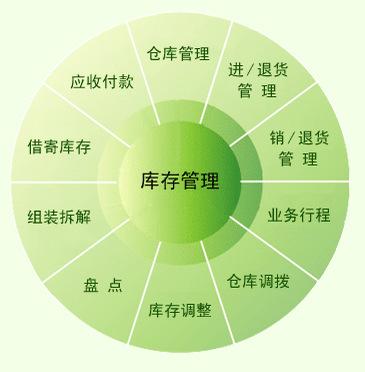 仓库管理
进/退货
管 理
销/退货
管 理
业务行程
仓库调拨
库存调整
盘 点
组装拆解
借寄库存
应收付款
库存管理